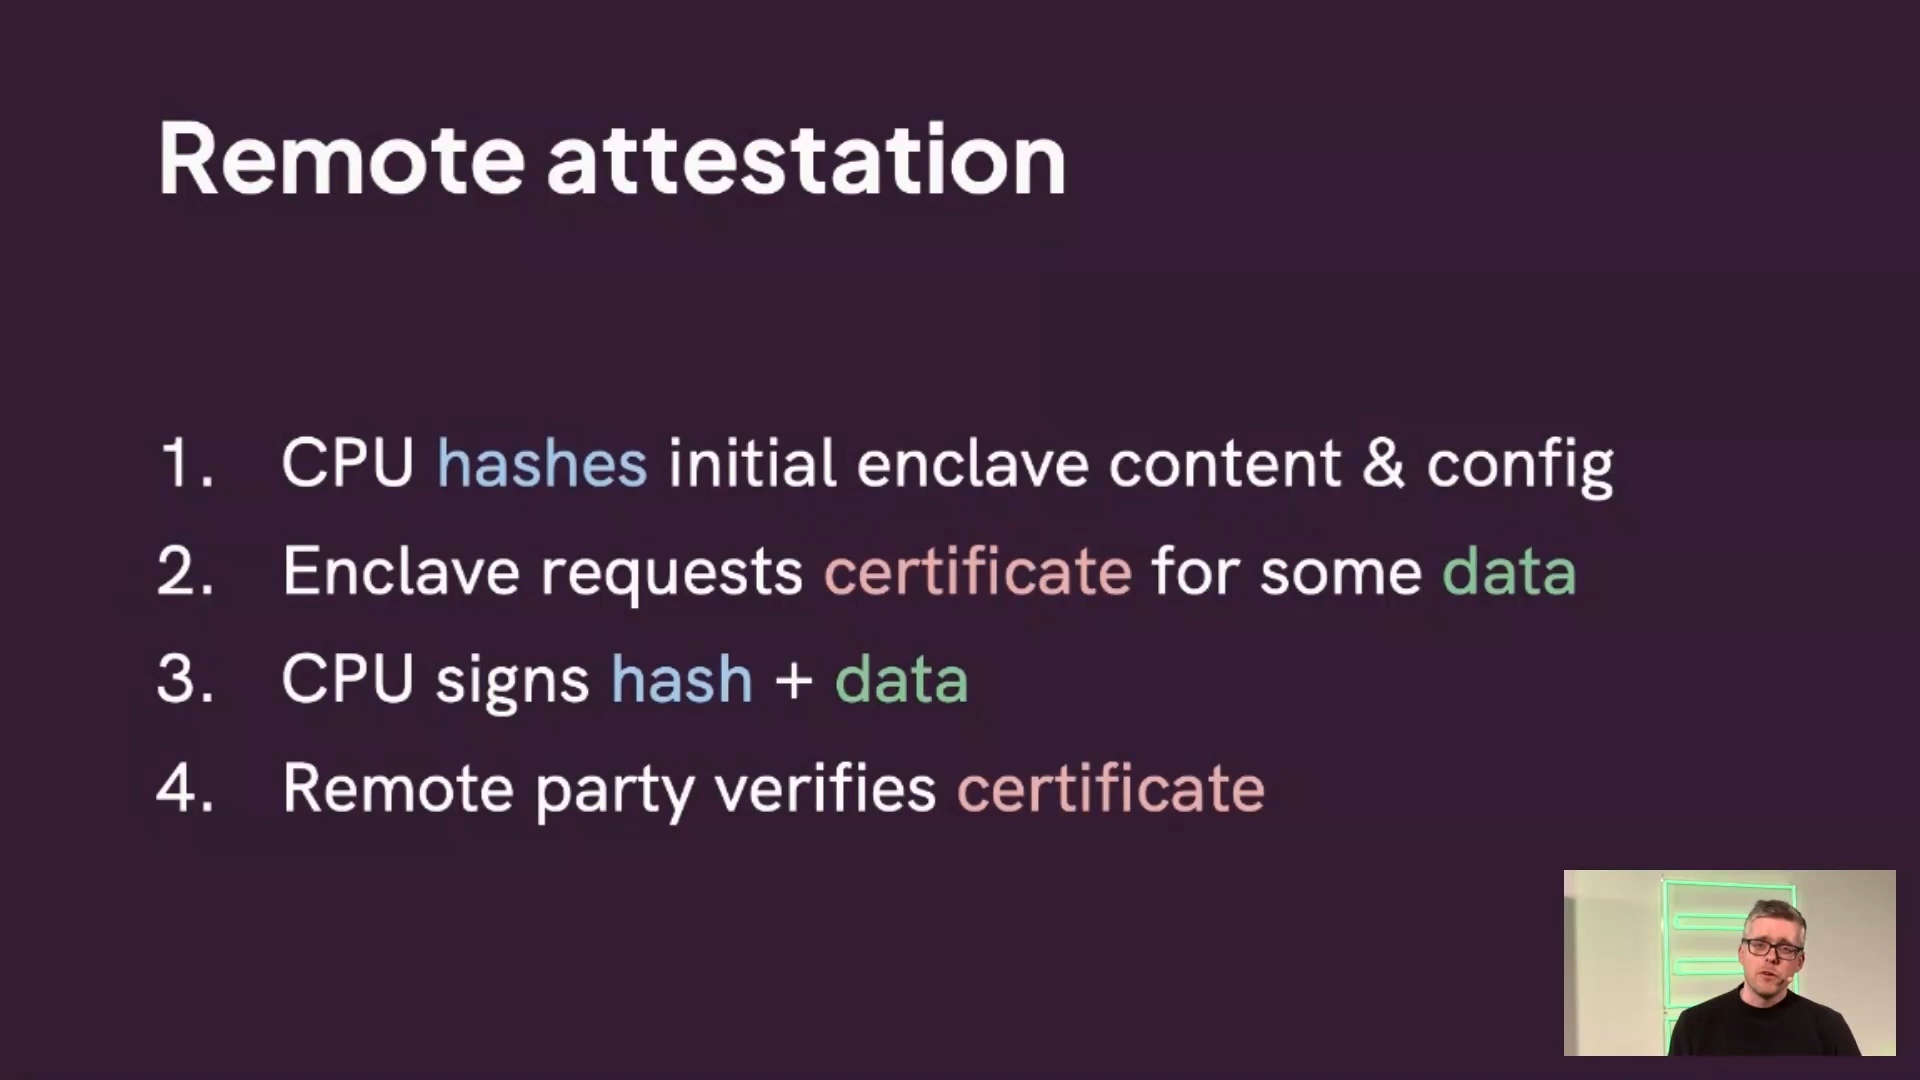 Remote attestation
1. CPU hashes initial enclave content & config
2. Enclave requests certificate for some data
3. CPU signs hash + data
4. Remote party verifies certificate